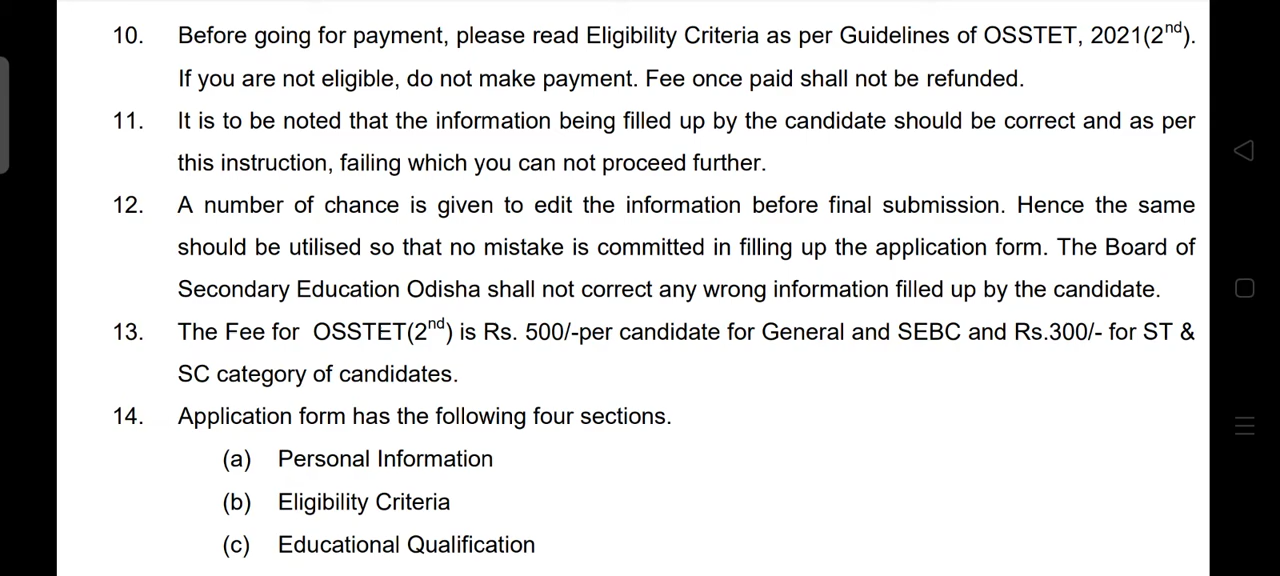 10. Before going for payment, please read Eligibility Criteria as per Guidelines of OSSTET, 2021(2nd).
If you are not eligible, do not make payment. Fee once paid shall not be refunded.
11. It is to be noted that the information being filled up by the candidate should be correct and as per
this instruction, failing which you can not proceed further.
12. A number of chance is given to edit the information before final submission. Hence the same
should be utilised so that no mistake is committed in filling up the application form. The Board of
Secondary Education Odisha shall not correct any wrong information filled up by the candidate.
13. The Fee for OSSTET(2nd) is Rs. 500/-per candidate for General and SEBC and Rs.300/- for ST &
SC category of candidates.
14. Application form has the following four sections.
(a) Personal Information
(b) Eligibility Criteria
(c) Educational Qualification